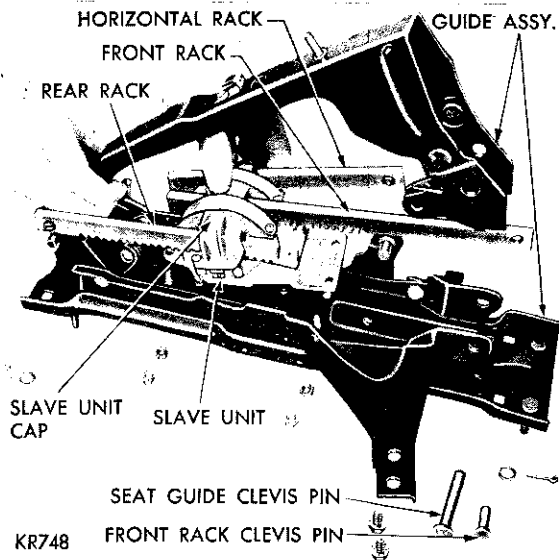 HORIZONTAL RACK
GUIDE ASSY.
FRONT RACK
REAR RACK
SLAVE UNIT
CAP
SLAVE UNIT
SEAT GUIDE CLEVIS PIN
KR748
FRONT RACK CLEVIS PIN